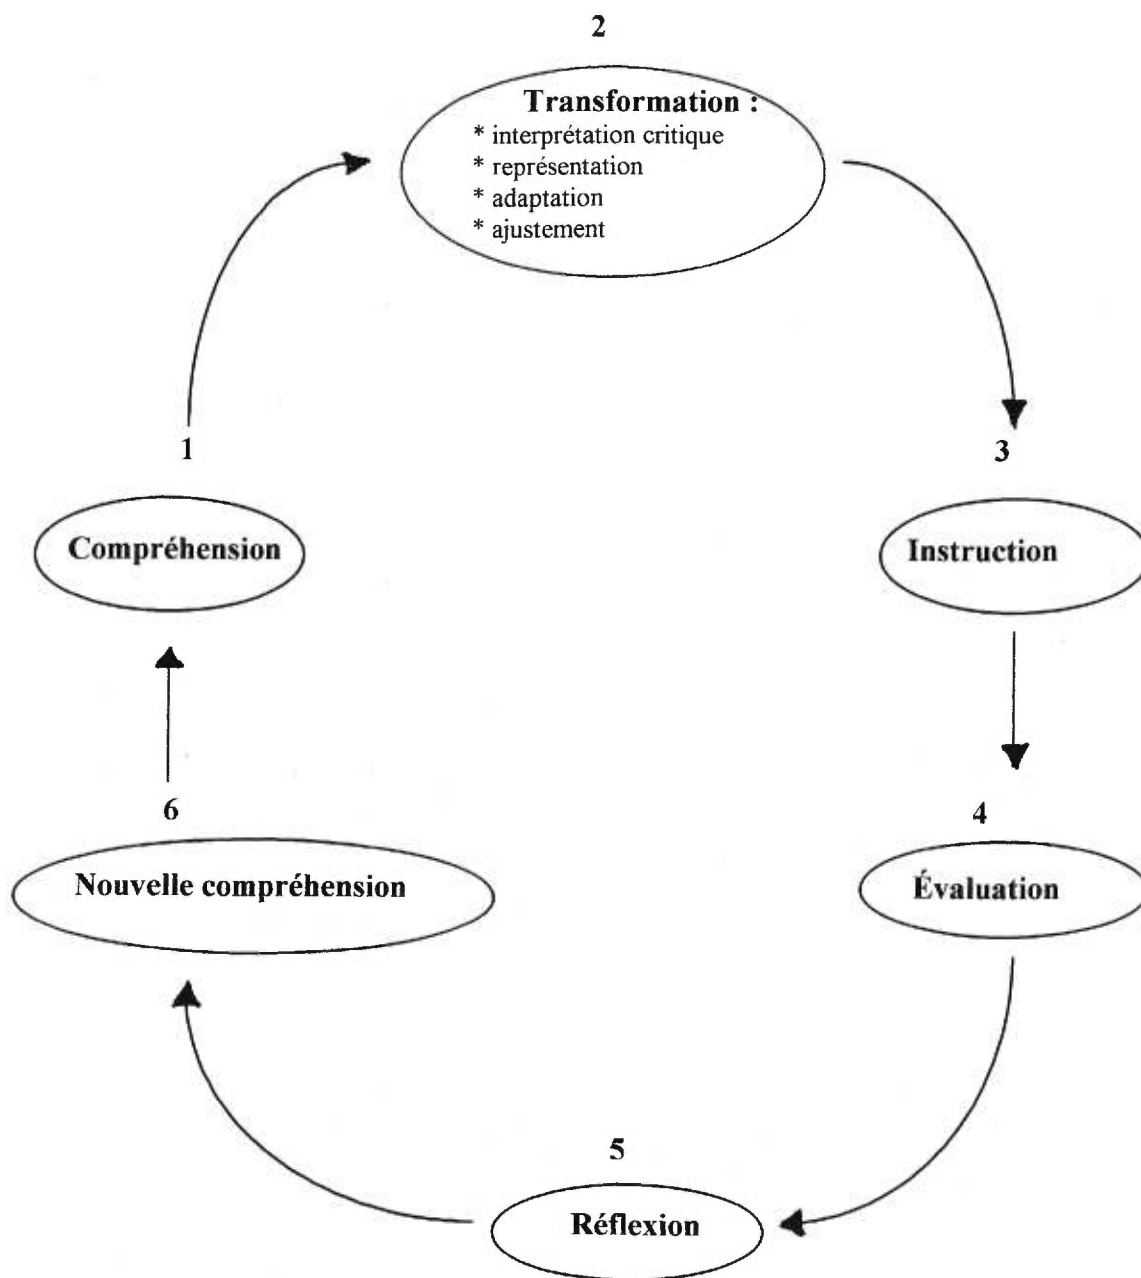 2
Transformation :
* interprétation critique
* représentation
* adaptation
* ajustement
1
3
Compréhension
Instruction
6
4
Nouvelle compréhension
Évaluation
5
Réflexion